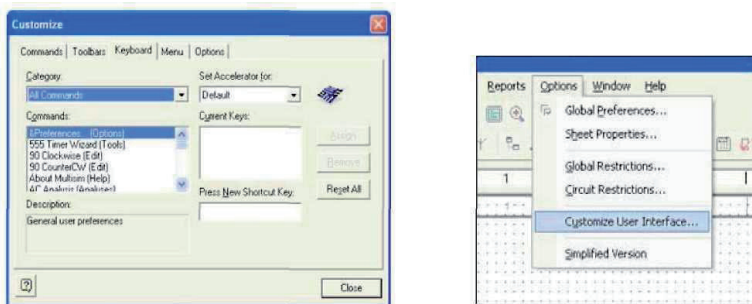 Customize
Commands Toolbars Keyboard Menu Options
Category: Set Accelerator for:
All Commands Default
Commands: Current Keys:
&Preferences... (Options)
555 Timer Wizard (Tools)
90 Clockwise (Edit)
90 CounterCW (Edit)
About Multisim (Help)
AC Analysis (Analyses)
Assign
Remove
Press New Shortcut Key: Reset All
Description:
General user preferences
Close
Reports Options Window Help
Global Preferences...
Sheet Properties...
Global Restrictions...
Circuit Restrictions...
Customize User Interface...
Simplified Version
1